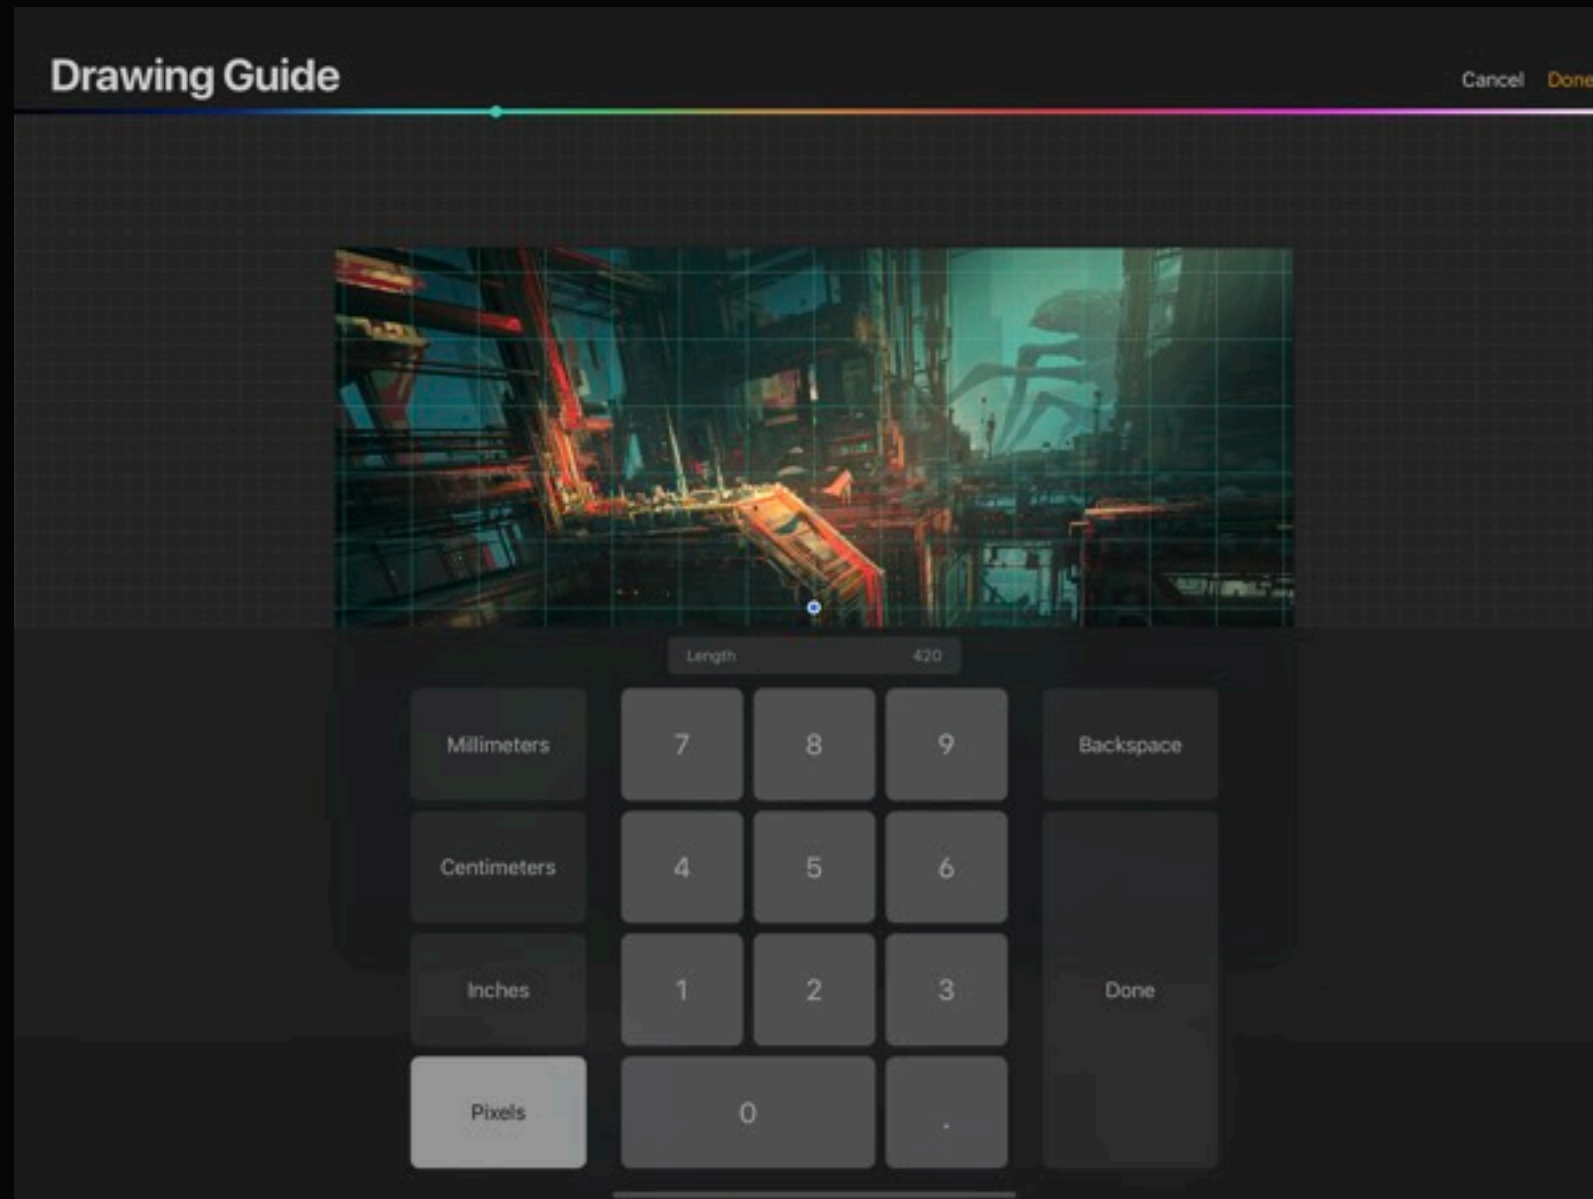 Drawing Guide
Cancel Done
Length 420
Millimeters 7 8 9 Backspace
Centimeters 4 5 6
Inches 1 2 3 Done
Pixels 0 .